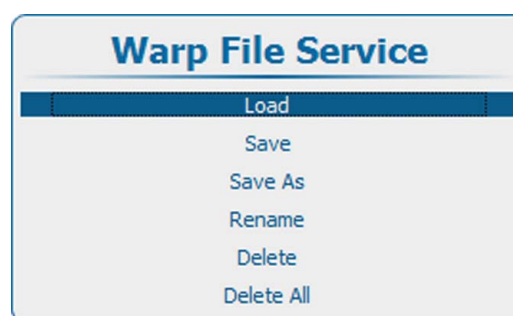 Warp File Service
Load
Save
Save As
Rename
Delete
Delete All